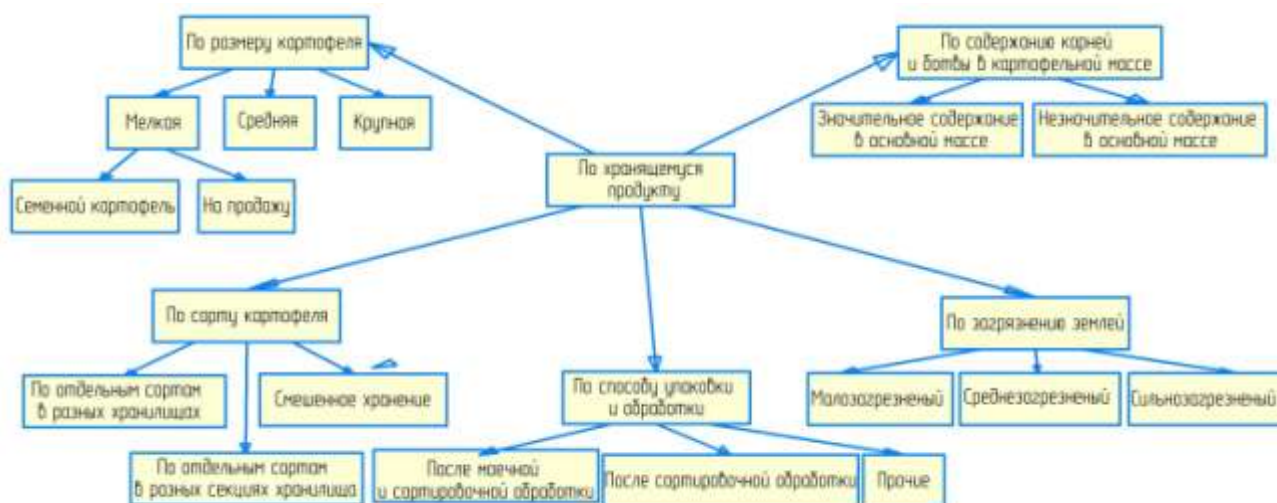 По размеру картофеля
По содержанию корней
и ботвы в картофельной массе
Мелкая
Средняя
Крупная
Значительное содержание
в основной массе
Незначительное содержание
в основной массе
По хранящемуся
продукту
Семенной картофель
На продажу
По сорту картофеля
По загрязнению землей
По отдельным сортам
в разных хранилищах
Смешенное хранение
По способу упаковки
и обработки
Малозагрезненый
Среднезагрезненый
Сильнозагрезненый
По отдельным сортам
в разных секциях хранилища
После моечной
и сортировочной обработки
После сортировочной обработки
Прочие